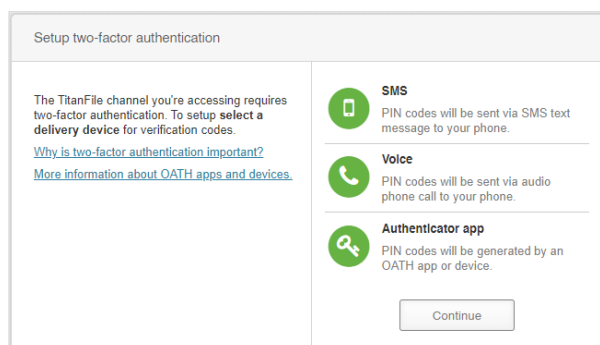 Setup two-factor authentication
The TitanFile channel you're accessing requires
two-factor authentication. To setup select a
delivery device for verification codes.
Why is two-factor authentication important?
More information about OATH apps and devices.
SMS
PIN codes will be sent via SMS text
message to your phone.
Voice
PIN codes will be sent via audio
phone call to your phone.
Authenticator app
PIN codes will be generated by an
OATH app or device.
Continue